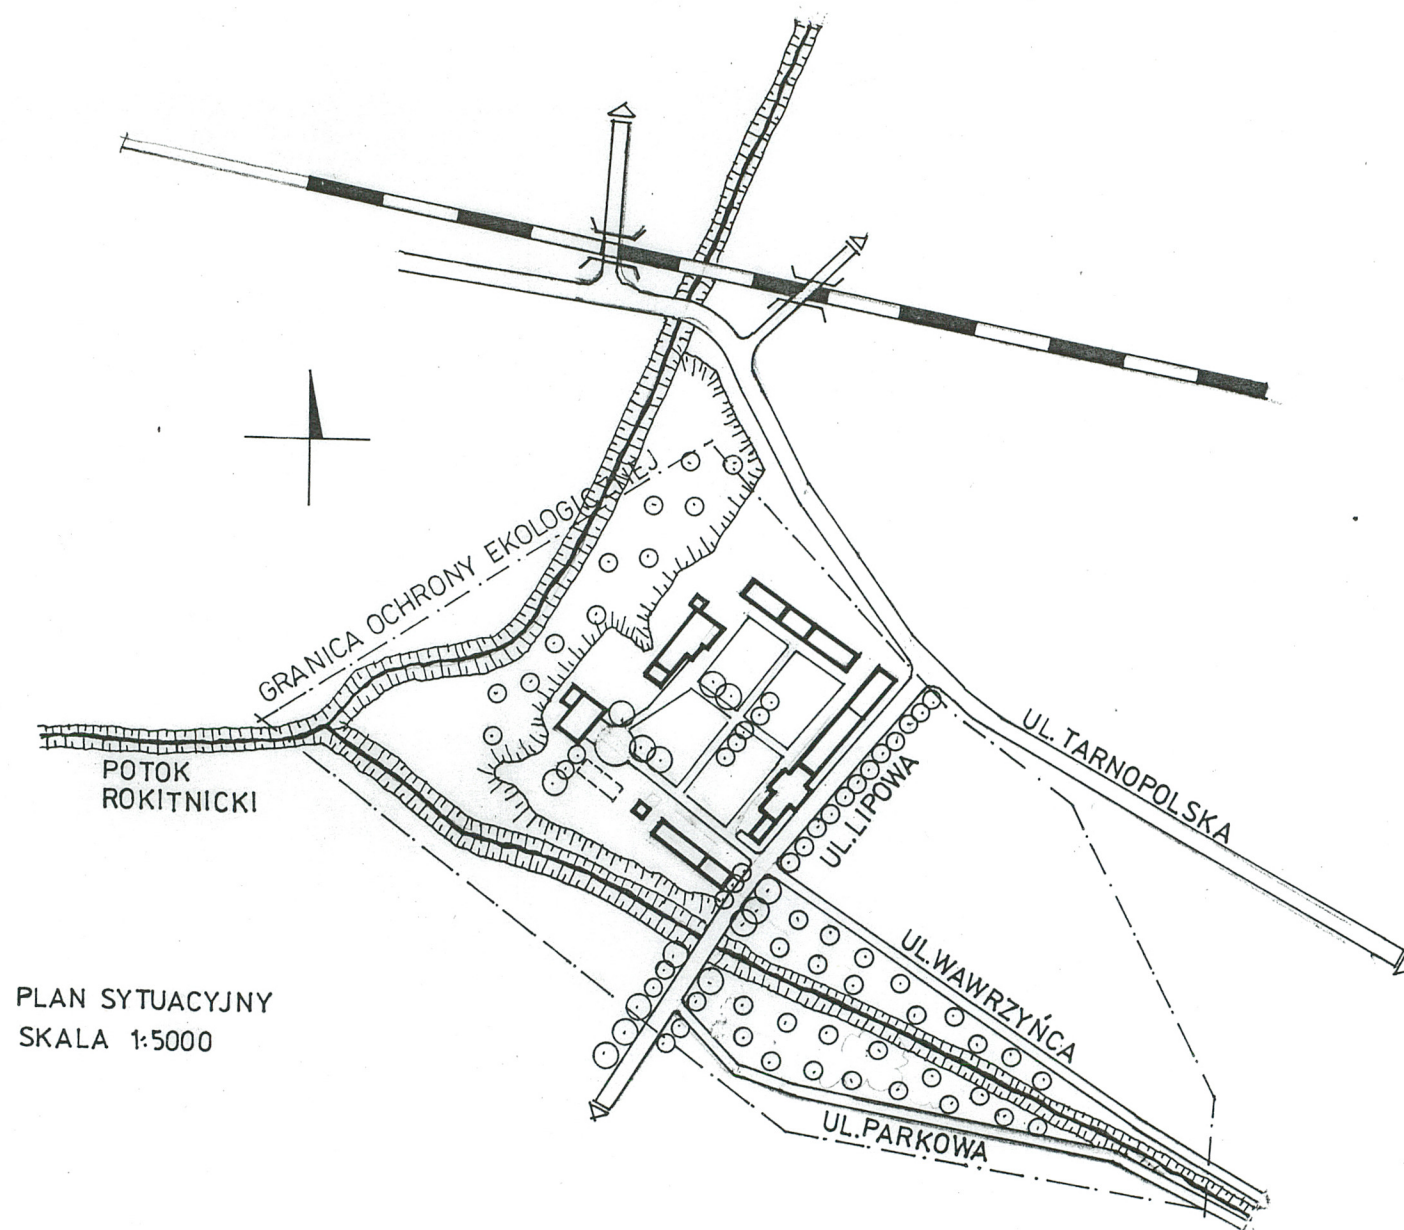 GRANICA OCHRONY EKOLOGICZNEJ
POTOK
ROKITNICKI
UL. TARNOPOLSKA
UL. LIPOWA
UL. WAWRZYŃCA
UL. PARKOWA
PLAN SYTUACYJNY
SKALA 1:5000